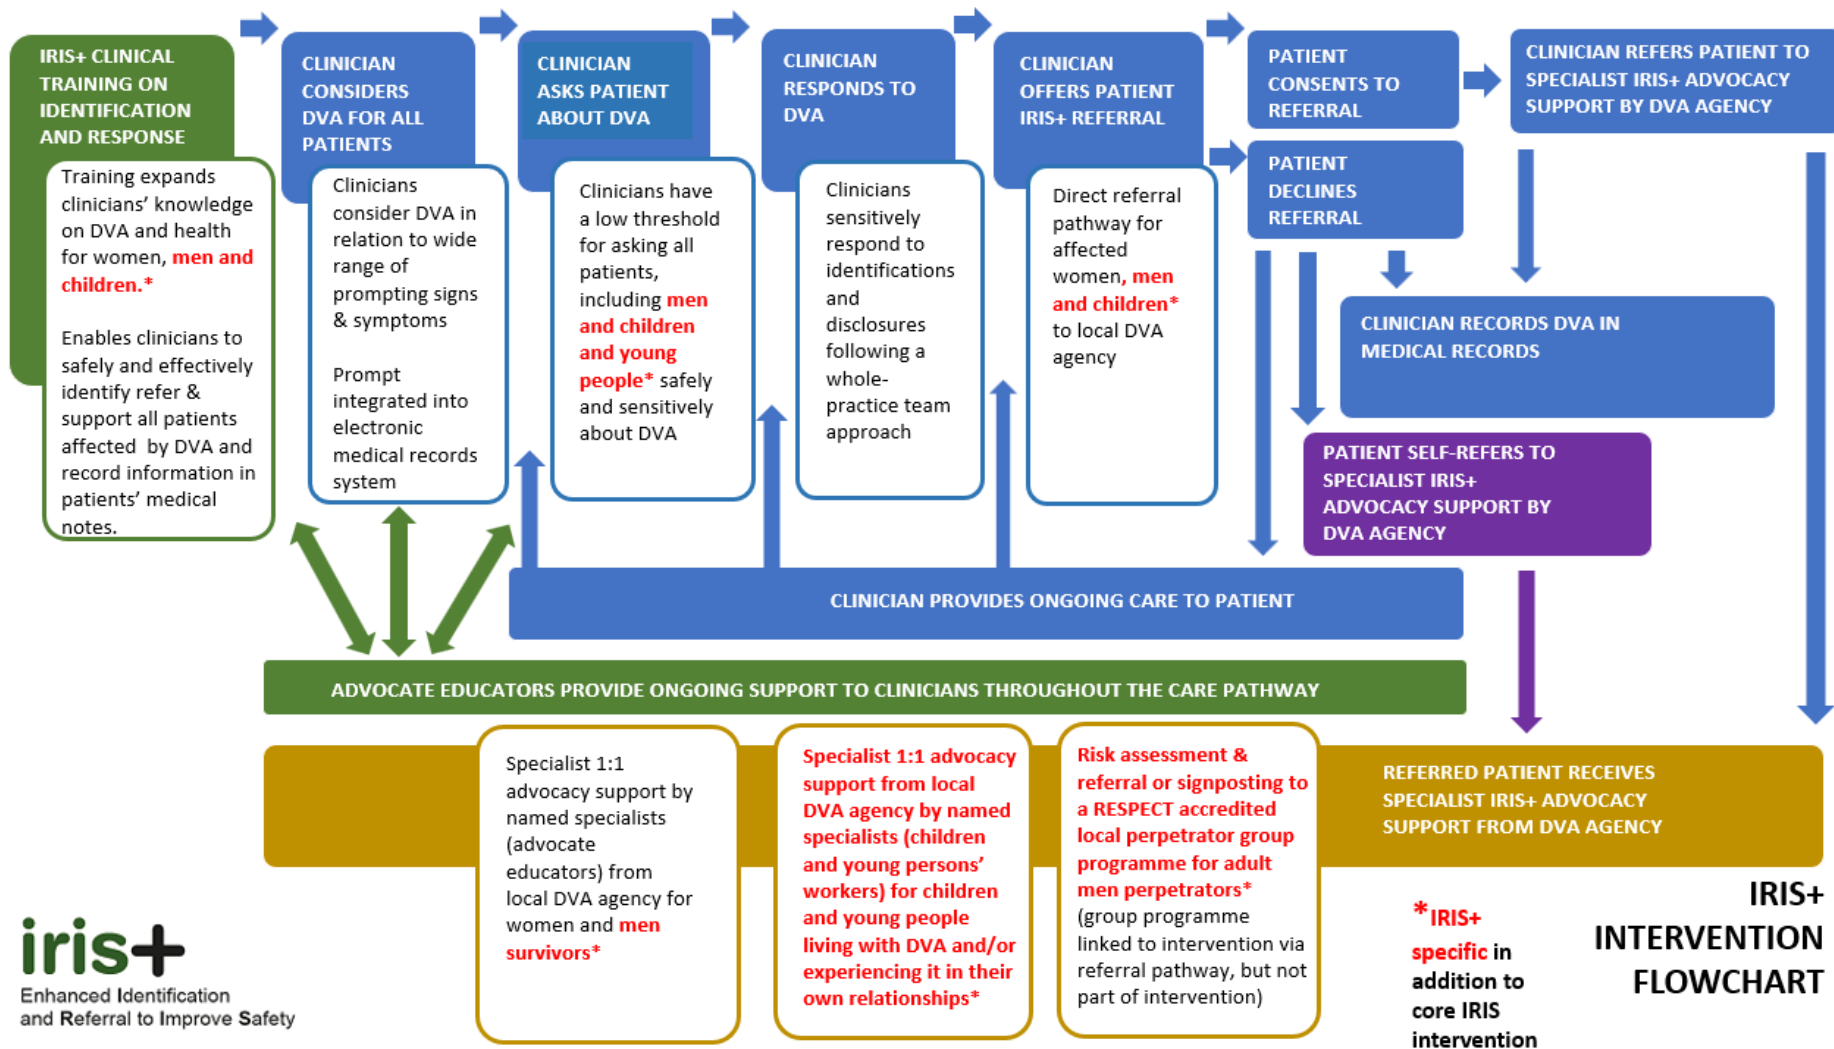 IRIS+ CLINICAL
TRAINING ON
IDENTIFICATION
AND RESPONSE
Training expands
clinicians' knowledge
on DVA and health
for women, men and
children.*
Enables clinicians to
safely and effectively
identify refer &
support all patients
affected by DVA and
record information in
patients' medical
notes.
CLINICIAN
CONSIDERS
DVA FOR ALL
PATIENTS
Clinicians
consider DVA in
relation to wide
range of
prompting signs
& symptoms
Prompt
integrated into
electronic
medical records
system
CLINICIAN
ASKS PATIENT
ABOUT DVA
Clinicians have
a low threshold
for asking all
patients,
including men
and children
and young
people* safely
and sensitively
about DVA
CLINICIAN
RESPONDS TO
DVA
Clinicians
sensitively
respond to
identifications
and
disclosures
following a
whole-
practice team
approach
CLINICIAN
OFFERS PATIENT
IRIS+ REFERRAL
Direct referral
pathway for
affected
women, men
and children*
to local DVA
agency
PATIENT
CONSENTS TO
REFERRAL
PATIENT
DECLINES
REFERRAL
CLINICIAN REFERS PATIENT TO
SPECIALIST IRIS+ ADVOCACY
SUPPORT BY DVA AGENCY
CLINICIAN RECORDS DVA IN
MEDICAL RECORDS
PATIENT SELF-REFERS TO
SPECIALIST IRIS+
ADVOCACY SUPPORT BY
DVA AGENCY
CLINICIAN PROVIDES ONGOING CARE TO PATIENT
ADVOCATE EDUCATORS PROVIDE ONGOING SUPPORT TO CLINICIANS THROUGHOUT THE CARE PATHWAY
Specialist 1:1
advocacy support by
named specialists
(advocate
educators) from
local DVA agency for
women and men
survivors*
Specialist 1:1 advocacy
support from local
DVA agency by named
specialists (children
and young persons'
workers) for children
and young people
living with DVA and/or
experiencing it in their
own relationships*
Risk assessment &
referral or signposting to
a RESPECT accredited
local perpetrator group
programme for adult
men perpetrators*
(group programme
linked to intervention via
referral pathway, but not
part of intervention)
REFERRED PATIENT RECEIVES
SPECIALIST IRIS+ ADVOCACY
SUPPORT FROM DVA AGENCY
*IRIS+
specific in
addition to
core IRIS
intervention
IRIS+
INTERVENTION
FLOWCHART
iris+
Enhanced Identification
and Referral to Improve Safety